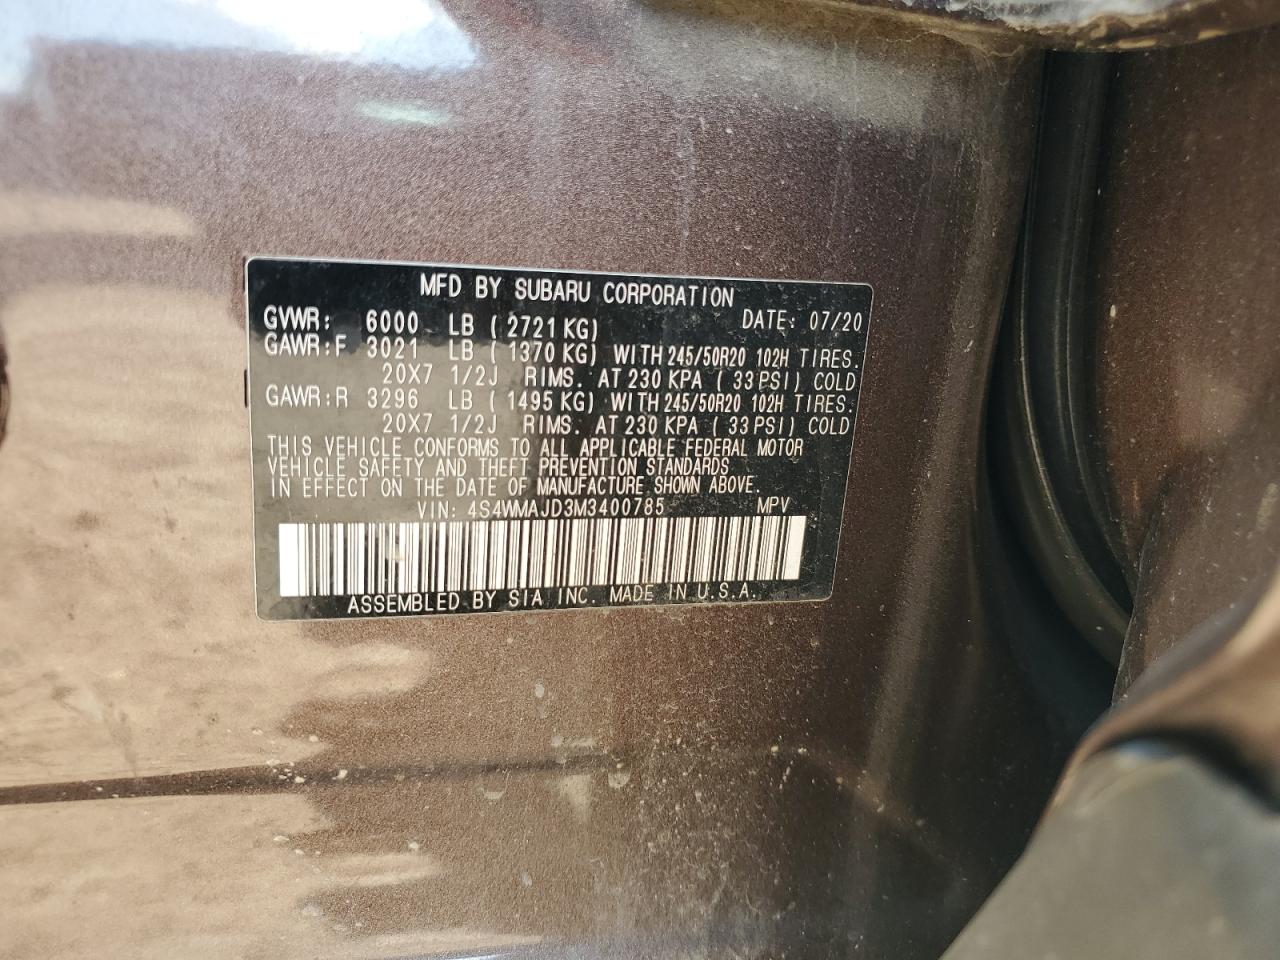 MFD BY SUBARU CORPORATION
GVWR: 6000 LB ( 2721 KG) DATE: 07/20
GAWR:F 3021 LB ( 1370 KG) WITH 245/50R20 102H TIRES.
20X7 1/2J RIMS. AT 230 KPA ( 33 PSI) COLD
GAWR:R 3296 LB ( 1495 KG) WITH 245/50R20 102H TIRES.
20X7 1/2J RIMS. AT 230 KPA ( 33 PSI) COLD
THIS VEHICLE CONFORMS TO ALL APPLICABLE FEDERAL MOTOR
VEHICLE SAFETY AND THEFT PREVENTION STANDARDS
IN EFFECT ON THE DATE OF MANUFACTURE SHOWN ABOVE.
VIN: 4S4WMAJD3M3400785 MPV
ASSEMBLED BY SIA INC. MADE IN U.S.A.